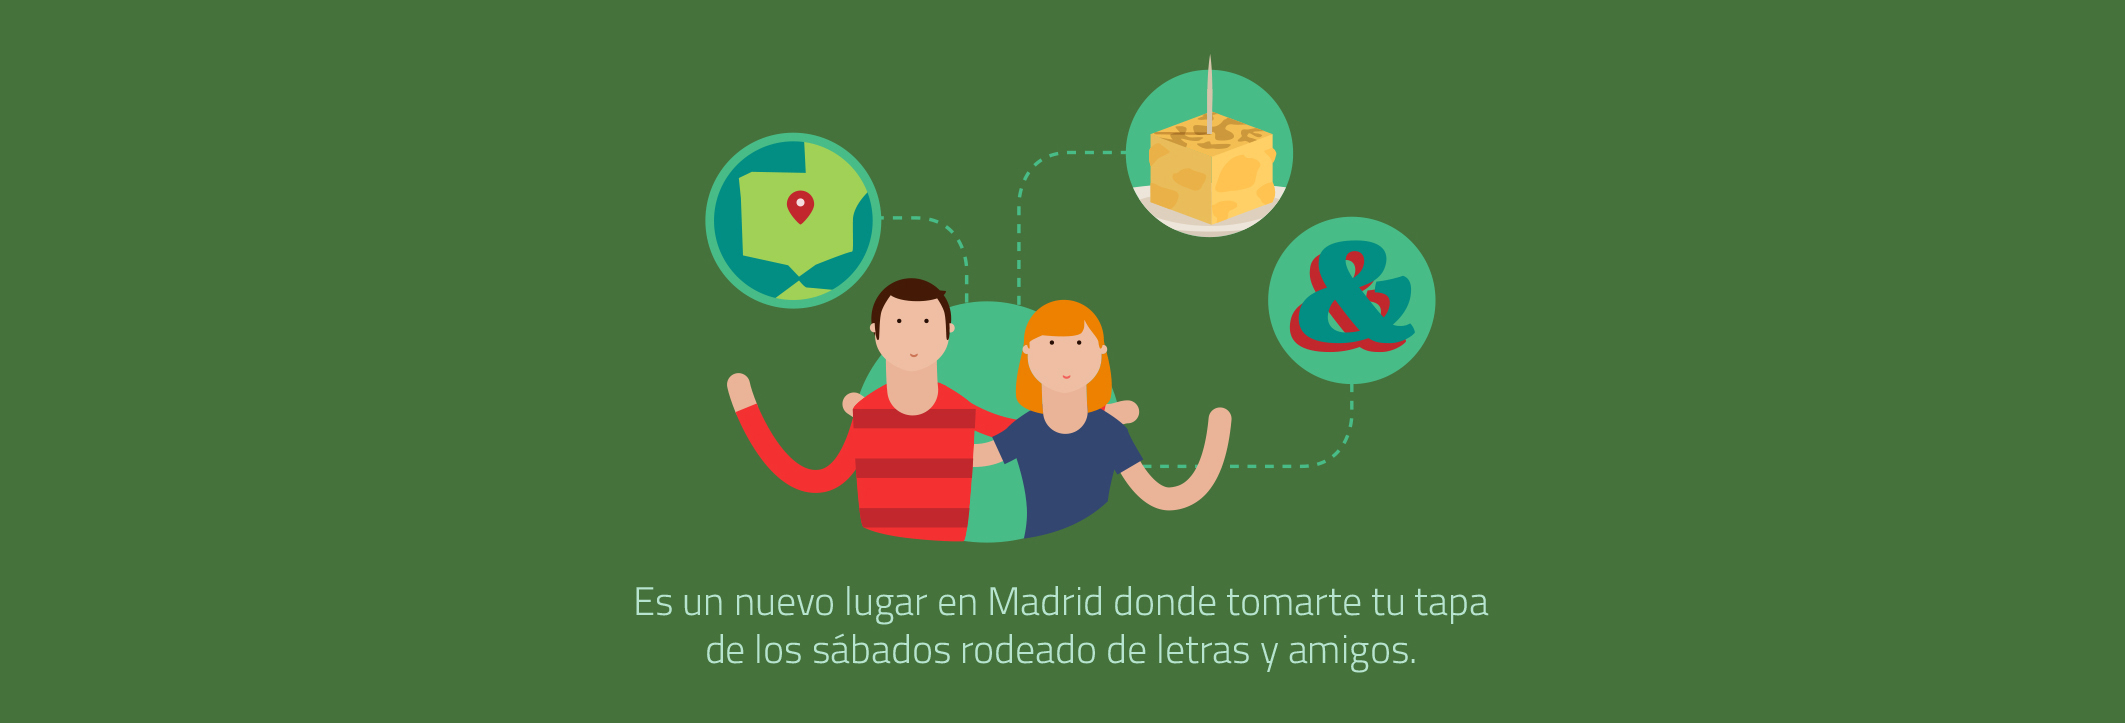 &
Es un nuevo lugar en Madrid donde tomarte tu tapa
de los sábados rodeado de letras y amigos.